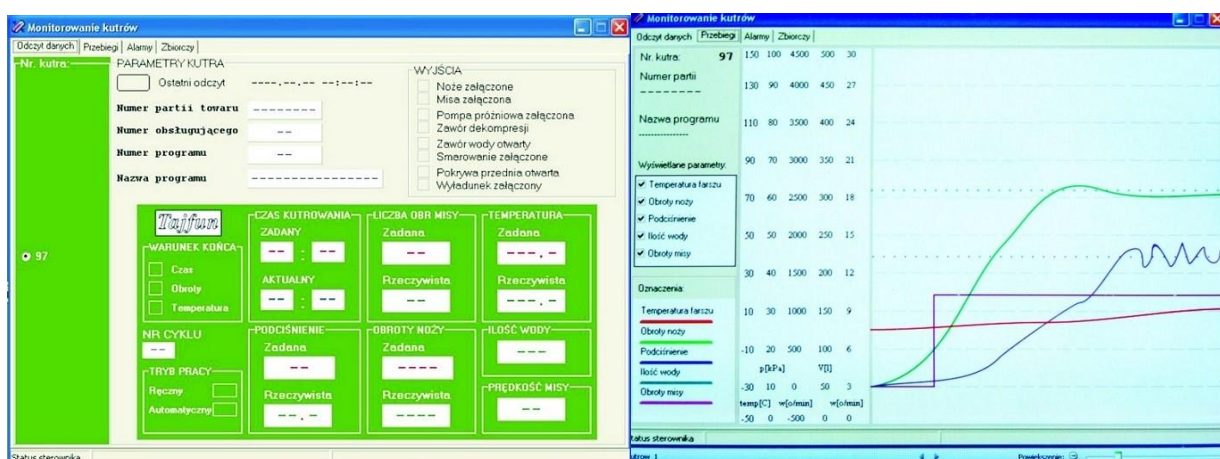 Monitorowanie kutrów
Odczyt danych Przebiegi Alarmy Zbiorczy
Nr. kutra:
97
PARAMETRY KUTRA
Ostatni odczyt ----.--.-- --:--:--
Numer partii towaru --------
Numer obsługującego --
Numer programu --
Nazwa programu ----------------
WYJŚCIA
Noże załączone
Misa załączona
Pompa próżniowa załączona
Zawór dekompresji
Zawór wody otwarty
Smarowanie załączone
Pokrywa przednia otwarta
Wyładunek załączony
Tajfun
WARUNEK KOŃCA
Czas
Obroty
Temperatura
NR CYKLU
--
TRYB PRACY
Ręczny
Automatyczny
CZAS KUTROWANIA
ZADANY
-- : --
AKTUALNY
-- : --
LICZBA OBR MISY
Zadana
--
Rzeczywista
--
TEMPERATURA
Zadana
---.-
Rzeczywista
---.-
PODCIŚNIENIE
Zadana
--
Rzeczywista
--.-
OBROTY NOŻY
Zadana
----
Rzeczywista
----
ILOŚĆ WODY
---
PRĘDKOŚĆ MISY
--
Status sterownika
Monitorowanie kutrów
Odczyt danych Przebiegi Alarmy Zbiorczy
Nr. kutra: 97
Numer partii
--------
Nazwa programu
---------------
Wyświetlane parametry:
Temperatura farszu
Obroty noży
Podciśnienie
Ilość wody
Obroty misy
Oznaczenia:
Temperatura farszu
Obroty noży
Podciśnienie
Ilość wody
Obroty misy
150 100 4500 500 30
130 90 4000 450 27
110 80 3500 400 24
90 70 3000 350 21
70 60 2500 300 18
50 50 2000 250 15
30 40 1500 200 12
10 30 1000 150 9
-10 20 500 100 6
p[kPa] V[l]
-30 10 0 50 3
temp[C] w[o/min] w[o/min]
-50 0 -500 0 0
Status sterownika
Powiększenie: